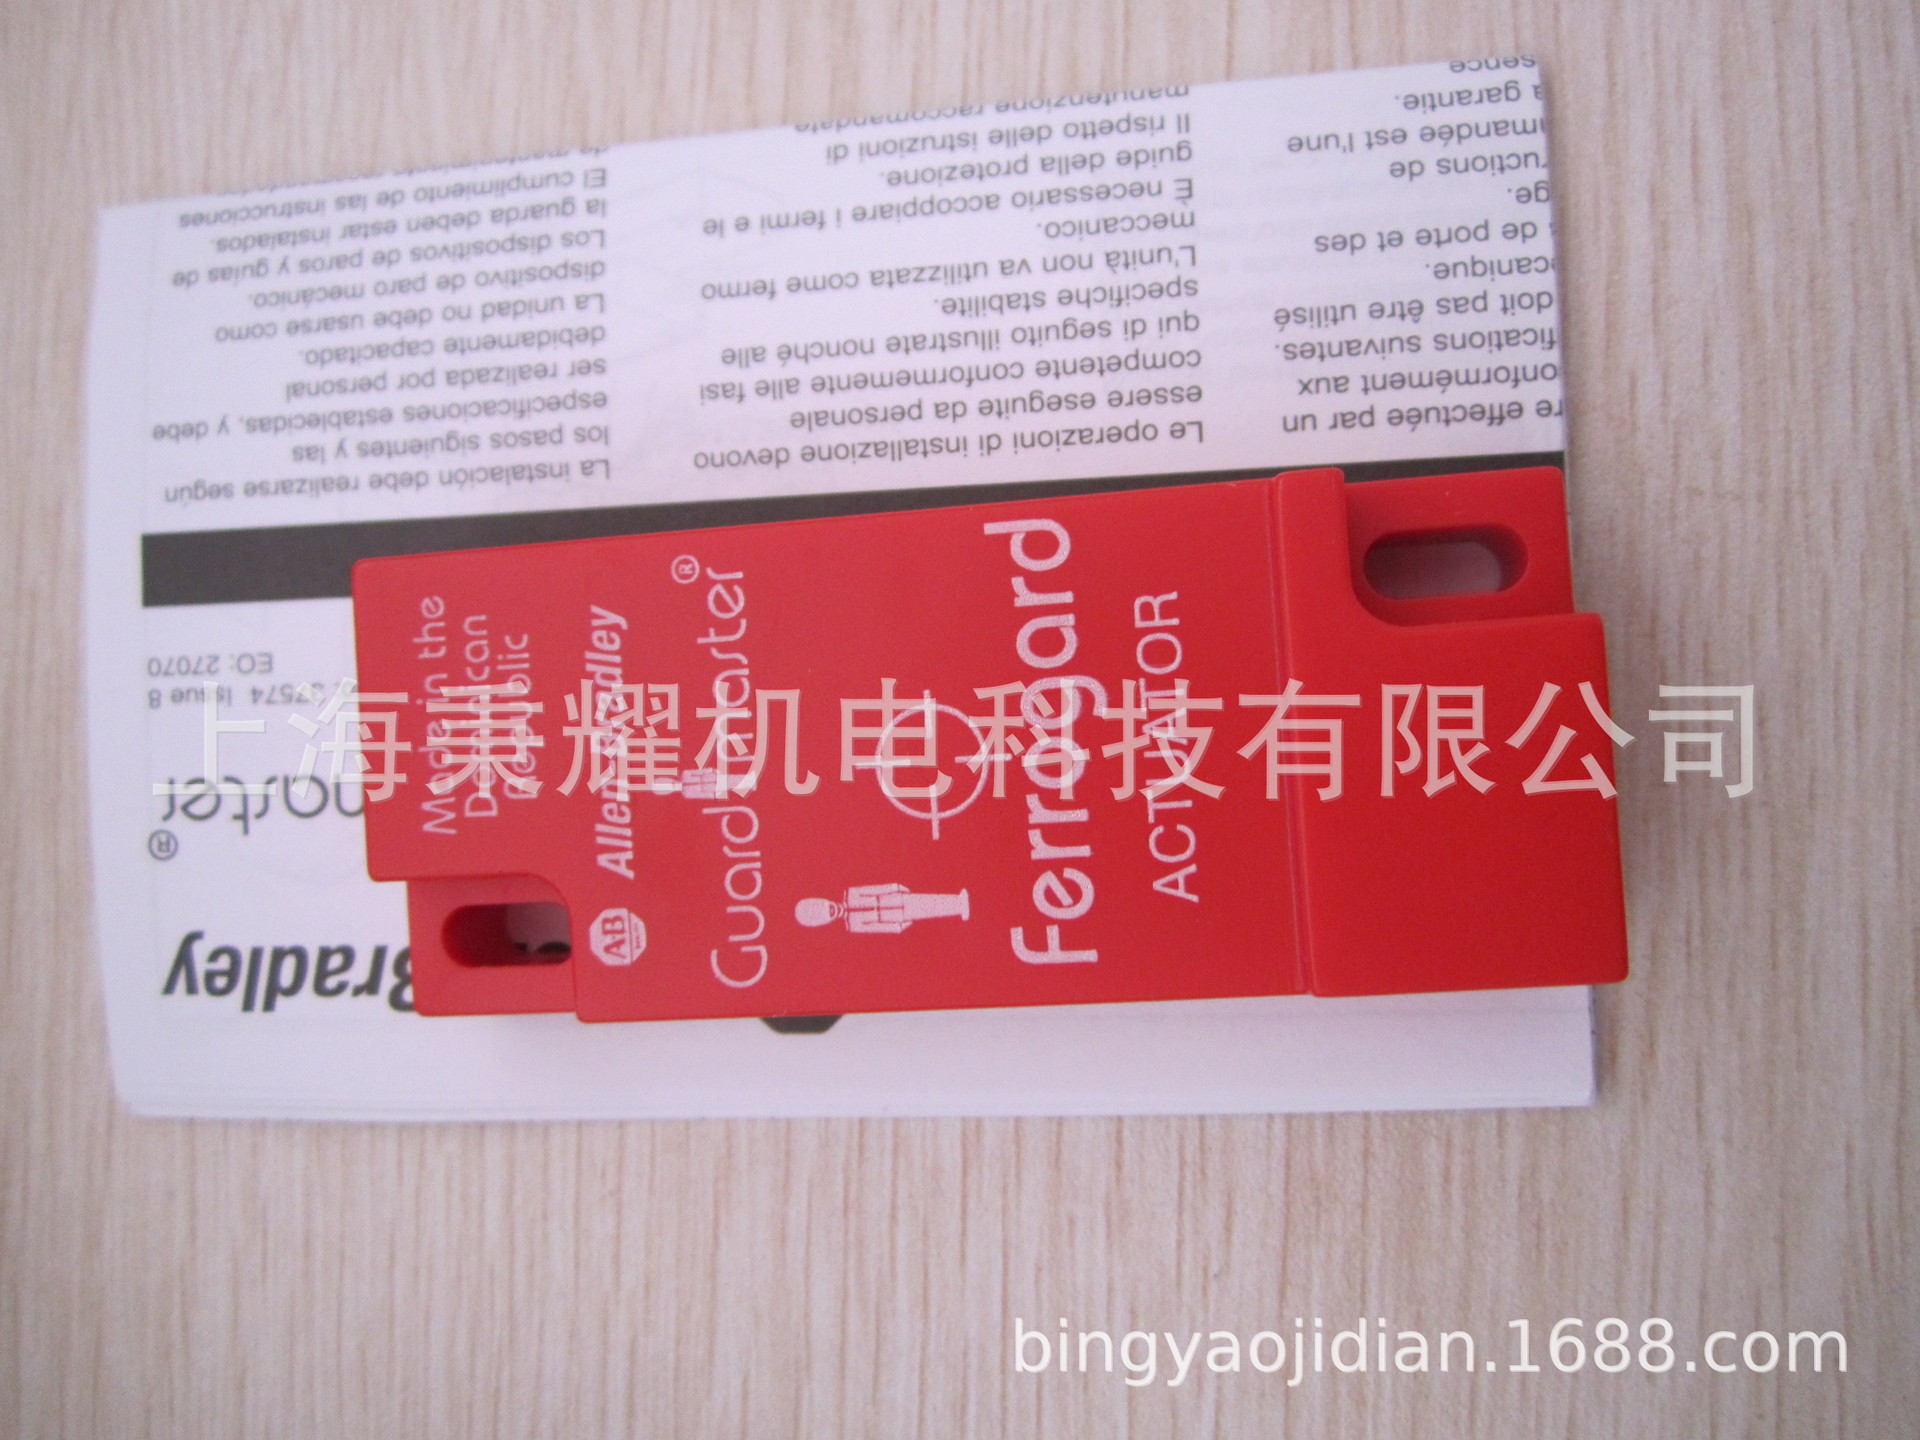 Made in the
Dominican
Republic
Allen-Bradley
AB
Guardmaster®
Ferrogard
ACTUATOR
上海秉耀机电科技有限公司
bingyaojidian.1688.com
Bradley
master®
37574 Issue 8
EO: 27070
La instalación debe realizarse según
los pasos siguientes y las
especificaciones establecidas, y debe
ser realizada por personal
debidamente capacitado.
La unidad no debe usarse como
dispositivo de paro mecánico.
Los dispositivos de paros y guías de
la guarda deben estar instalados.
El cumplimiento de las instrucciones
Le operazioni di installazione devono
essere eseguite da personale
competente conformemente alle fasi
qui di seguito illustrate nonché alle
specifiche stabilite.
L'unità non va utilizzata come fermo
meccanico.
È necessario accoppiare i fermi e le
guide della protezione.
Il rispetto delle istruzioni di
manutenzione raccomandate
re effectuée par un
onformément aux
fications suivantes.
doit pas être utilisé
écanique.
s de porte et des
ge.
ructions de
mandée est l'une
a garantie.
sence